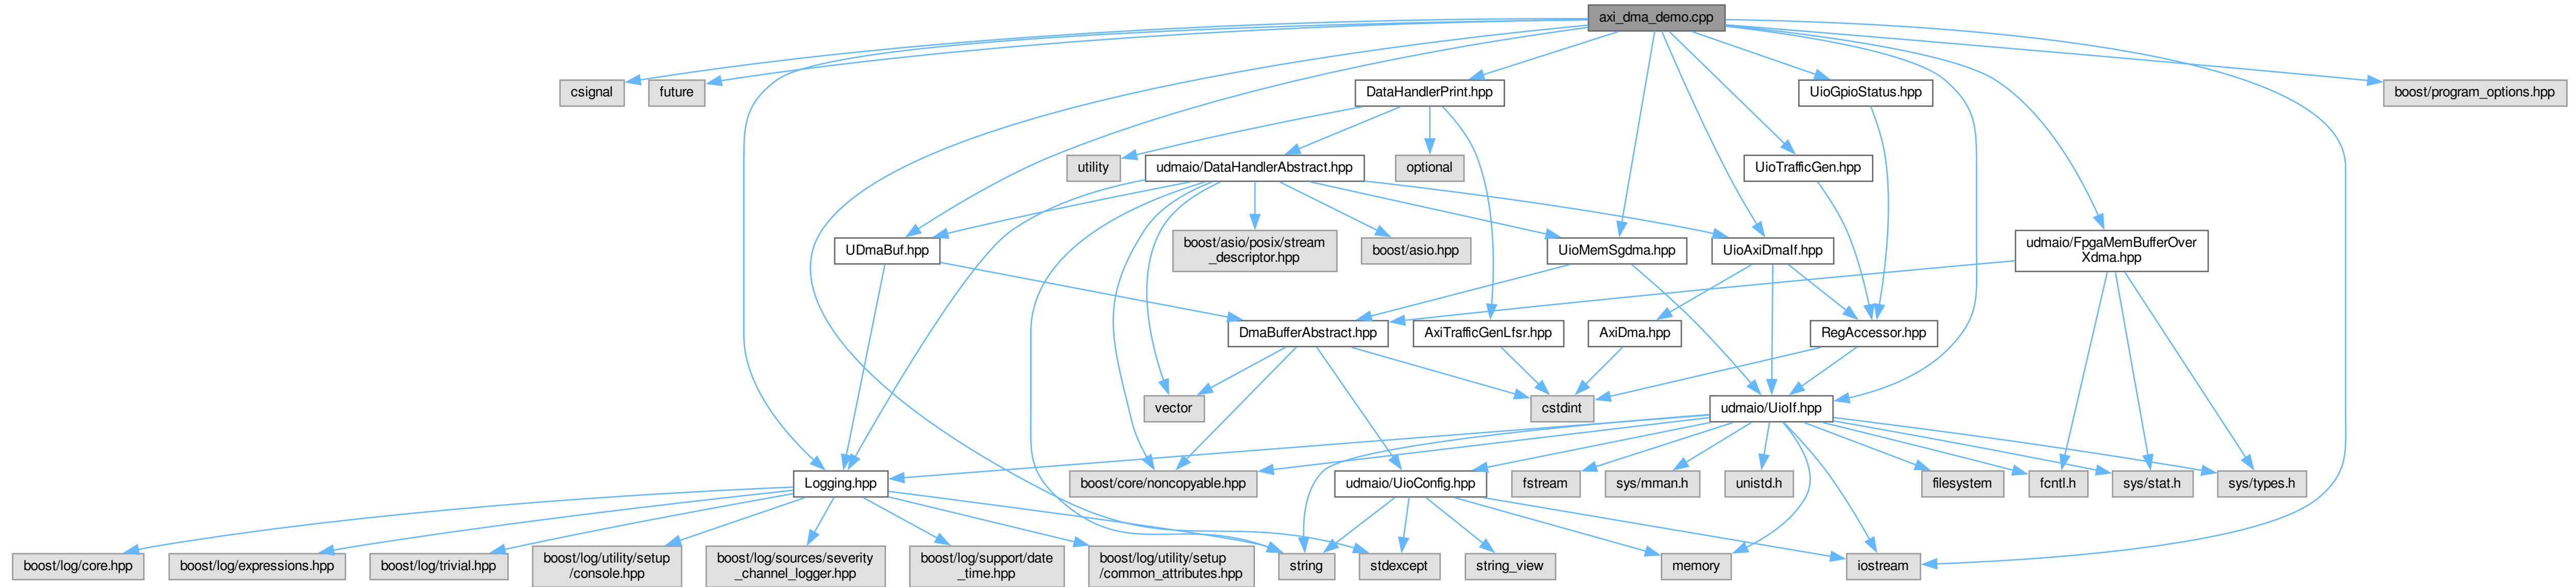 axi_dma_demo.cpp
csignal
future
DataHandlerPrint.hpp
UioGpioStatus.hpp
boost/program_options.hpp
utility
udmaio/DataHandlerAbstract.hpp
optional
UioTrafficGen.hpp
UDmaBuf.hpp
boost/asio/posix/stream
_descriptor.hpp
boost/asio.hpp
UioMemSgdma.hpp
UioAxiDmaIf.hpp
udmaio/FpgaMemBufferOver
Xdma.hpp
DmaBufferAbstract.hpp
AxiTrafficGenLfsr.hpp
AxiDma.hpp
RegAccessor.hpp
vector
cstdint
udmaio/UioIf.hpp
Logging.hpp
boost/core/noncopyable.hpp
udmaio/UioConfig.hpp
fstream
sys/mman.h
unistd.h
filesystem
fcntl.h
sys/stat.h
sys/types.h
boost/log/core.hpp
boost/log/expressions.hpp
boost/log/trivial.hpp
boost/log/utility/setup
/console.hpp
boost/log/sources/severity
_channel_logger.hpp
boost/log/support/date
_time.hpp
boost/log/utility/setup
/common_attributes.hpp
string
stdexcept
string_view
memory
iostream